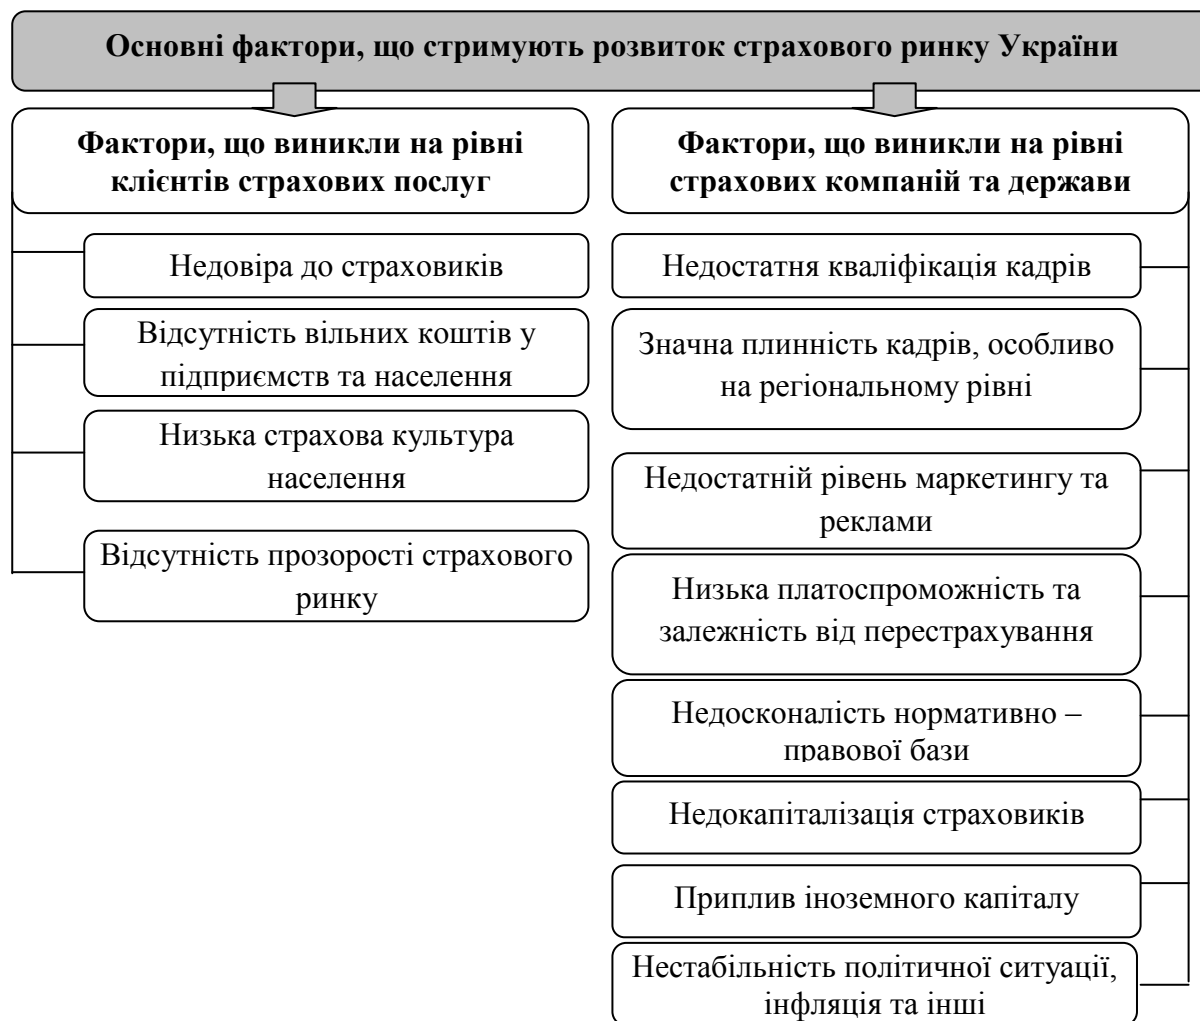 Основні фактори, що стримують розвиток страхового ринку України
Фактори, що виникли на рівні
клієнтів страхових послуг
Недовіра до страховиків
Відсутність вільних коштів у
підприємств та населення
Низька страхова культура
населення
Відсутність прозорості страхового
ринку
Фактори, що виникли на рівні
страхових компаній та держави
Недостатня кваліфікація кадрів
Значна плинність кадрів, особливо
на регіональному рівні
Недостатній рівень маркетингу та
реклами
Низька платоспроможність та
залежність від перестрахування
Недосконалість нормативно –
правової бази
Недокапіталізація страховиків
Приплив іноземного капіталу
Нестабільність політичної ситуації,
інфляція та інші